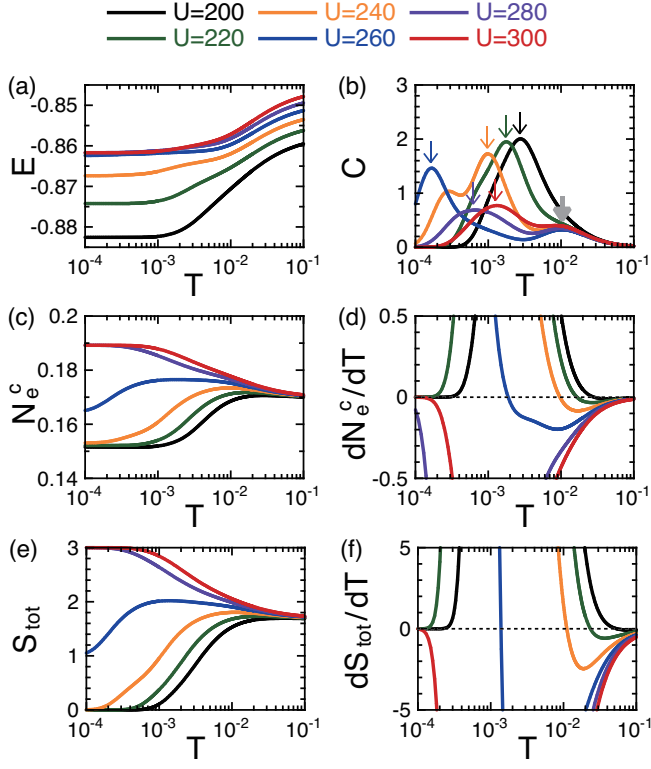 U=200 U=240 U=280
U=220 U=260 U=300
(a) (b)
-0.85 3
-0.86 2
E C
-0.87 1
-0.88 0
10⁻⁴ 10⁻³ 10⁻² 10⁻¹ 10⁻⁴ 10⁻³ 10⁻² 10⁻¹
T T
(c) (d)
0.2 0.5
0.18
Nₑᶜ 0 dNₑᶜ/dT
0.16
0.14 -0.5
10⁻⁴ 10⁻³ 10⁻² 10⁻¹ 10⁻⁴ 10⁻³ 10⁻² 10⁻¹
T T
(e) (f)
3 5
2
S_tot 0 dS_tot/dT
1
0 -5
10⁻⁴ 10⁻³ 10⁻² 10⁻¹ 10⁻⁴ 10⁻³ 10⁻² 10⁻¹
T T